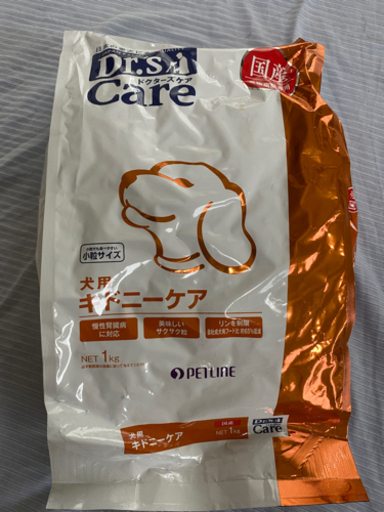 Dr.'s
ドクターズケア
Care
国産
小粒サイズ
犬用
キドニーケア
慢性腎臓病
に対応
美味しい
サクサク粒
リンを制限
NET 1kg
PETLINE
犬用
キドニーケア
国産
NET 1kg
Dr.'s
Care